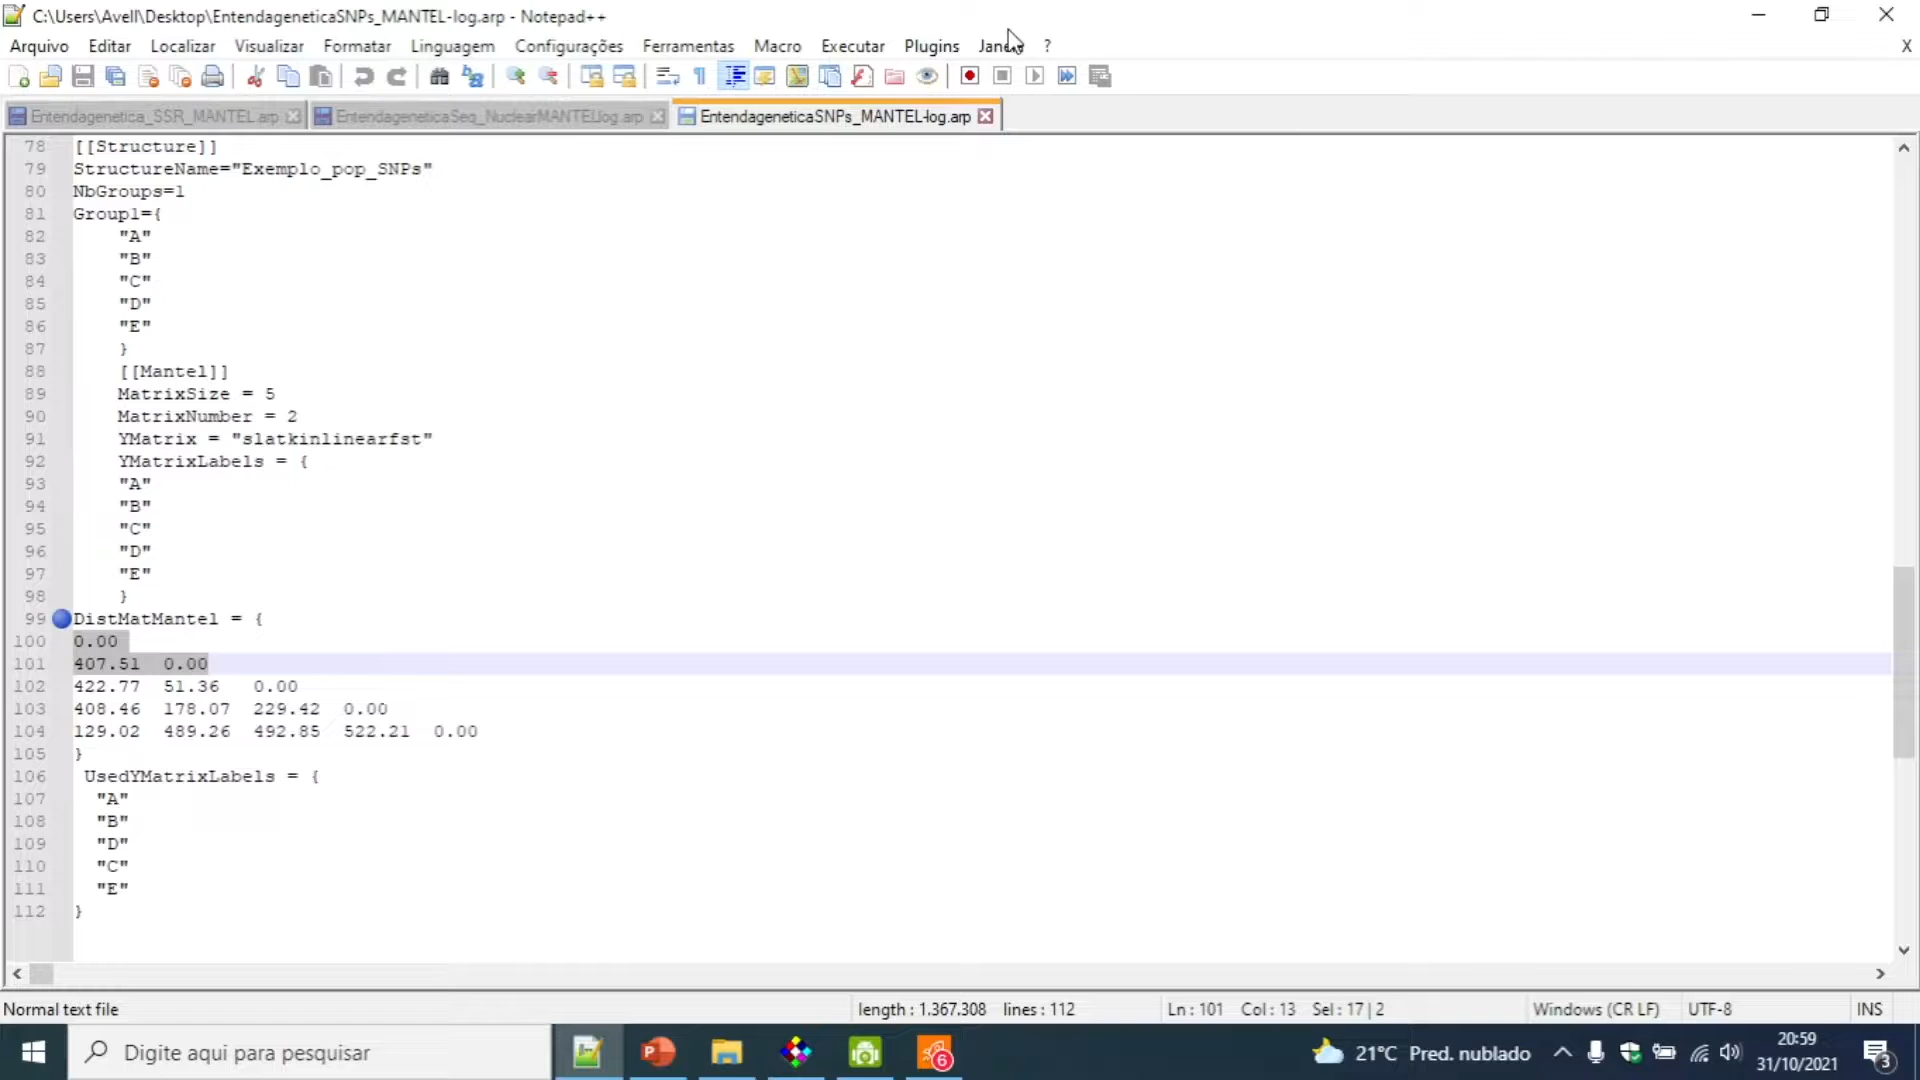 C:\Users\Avell\Desktop\EntendageneticaSNPs_MANTEL-log.arp - Notepad++
Arquivo Editar Localizar Visualizar Formatar Linguagem Configurações Ferramentas Macro Executar Plugins Janela ?
X
Entendagenetica_SSR_MANTEL.arp EntendageneticaSeq_NuclearMANTELlog.arp EntendageneticaSNPs_MANTEL-log.arp
78 [[Structure]]
79 StructureName="Exemplo_pop_SNPs"
80 NbGroups=1
81 Group1={
82 "A"
83 "B"
84 "C"
85 "D"
86 "E"
87 }
88 [[Mantel]]
89 MatrixSize = 5
90 MatrixNumber = 2
91 YMatrix = "slatkinlinearfst"
92 YMatrixLabels = {
93 "A"
94 "B"
95 "C"
96 "D"
97 "E"
98 }
99 DistMatMantel = {
100 0.00
101 407.51 0.00
102 422.77 51.36 0.00
103 408.46 178.07 229.42 0.00
104 129.02 489.26 492.85 522.21 0.00
105 }
106 UsedYMatrixLabels = {
107 "A"
108 "B"
109 "D"
110 "C"
111 "E"
112 }
Normal text file length : 1.367.308 lines : 112 Ln : 101 Col : 13 Sel : 17 | 2 Windows (CR LF) UTF-8 INS
Digite aqui para pesquisar
6
21°C Pred. nublado
20:59
31/10/2021
3